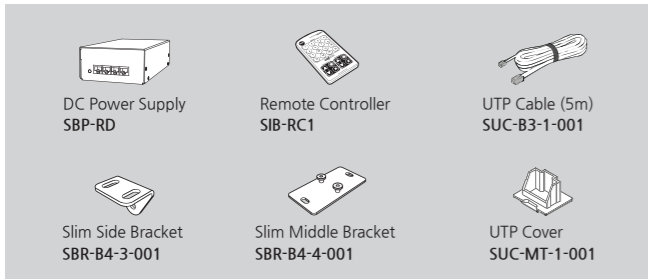 DC Power Supply
SBP-RD
Remote Controller
SIB-RC1
UTP Cable (5m)
SUC-B3-1-001
Slim Side Bracket
SBR-B4-3-001
Slim Middle Bracket
SBR-B4-4-001
UTP Cover
SUC-MT-1-001